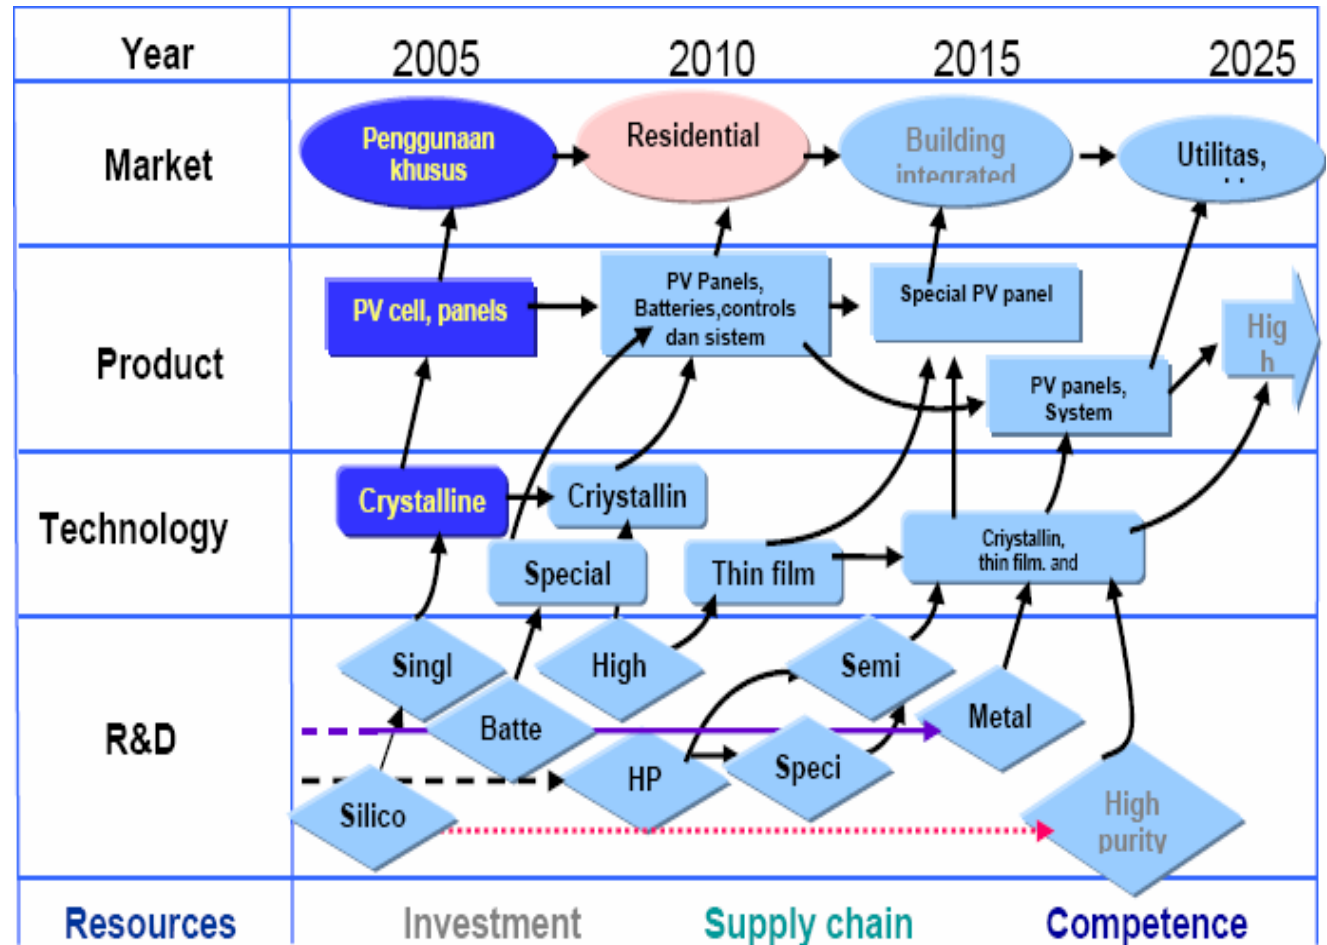 Year 2005 2010 2015 2025
Market
Penggunaan
khusus
Residential
Building
integrated
Utilitas,
Product
PV cell, panels
PV Panels,
Batteries,controls
dan sistem
Special PV panel
PV panels,
System
Hig
h
Technology
Crystalline
Criystallin
Special
Thin film
Criystallin,
thin film. and
R&D
Singl
High
Semi
Batte
Metal
HP
Speci
Silico
High
purity
Resources Investment Supply chain Competence